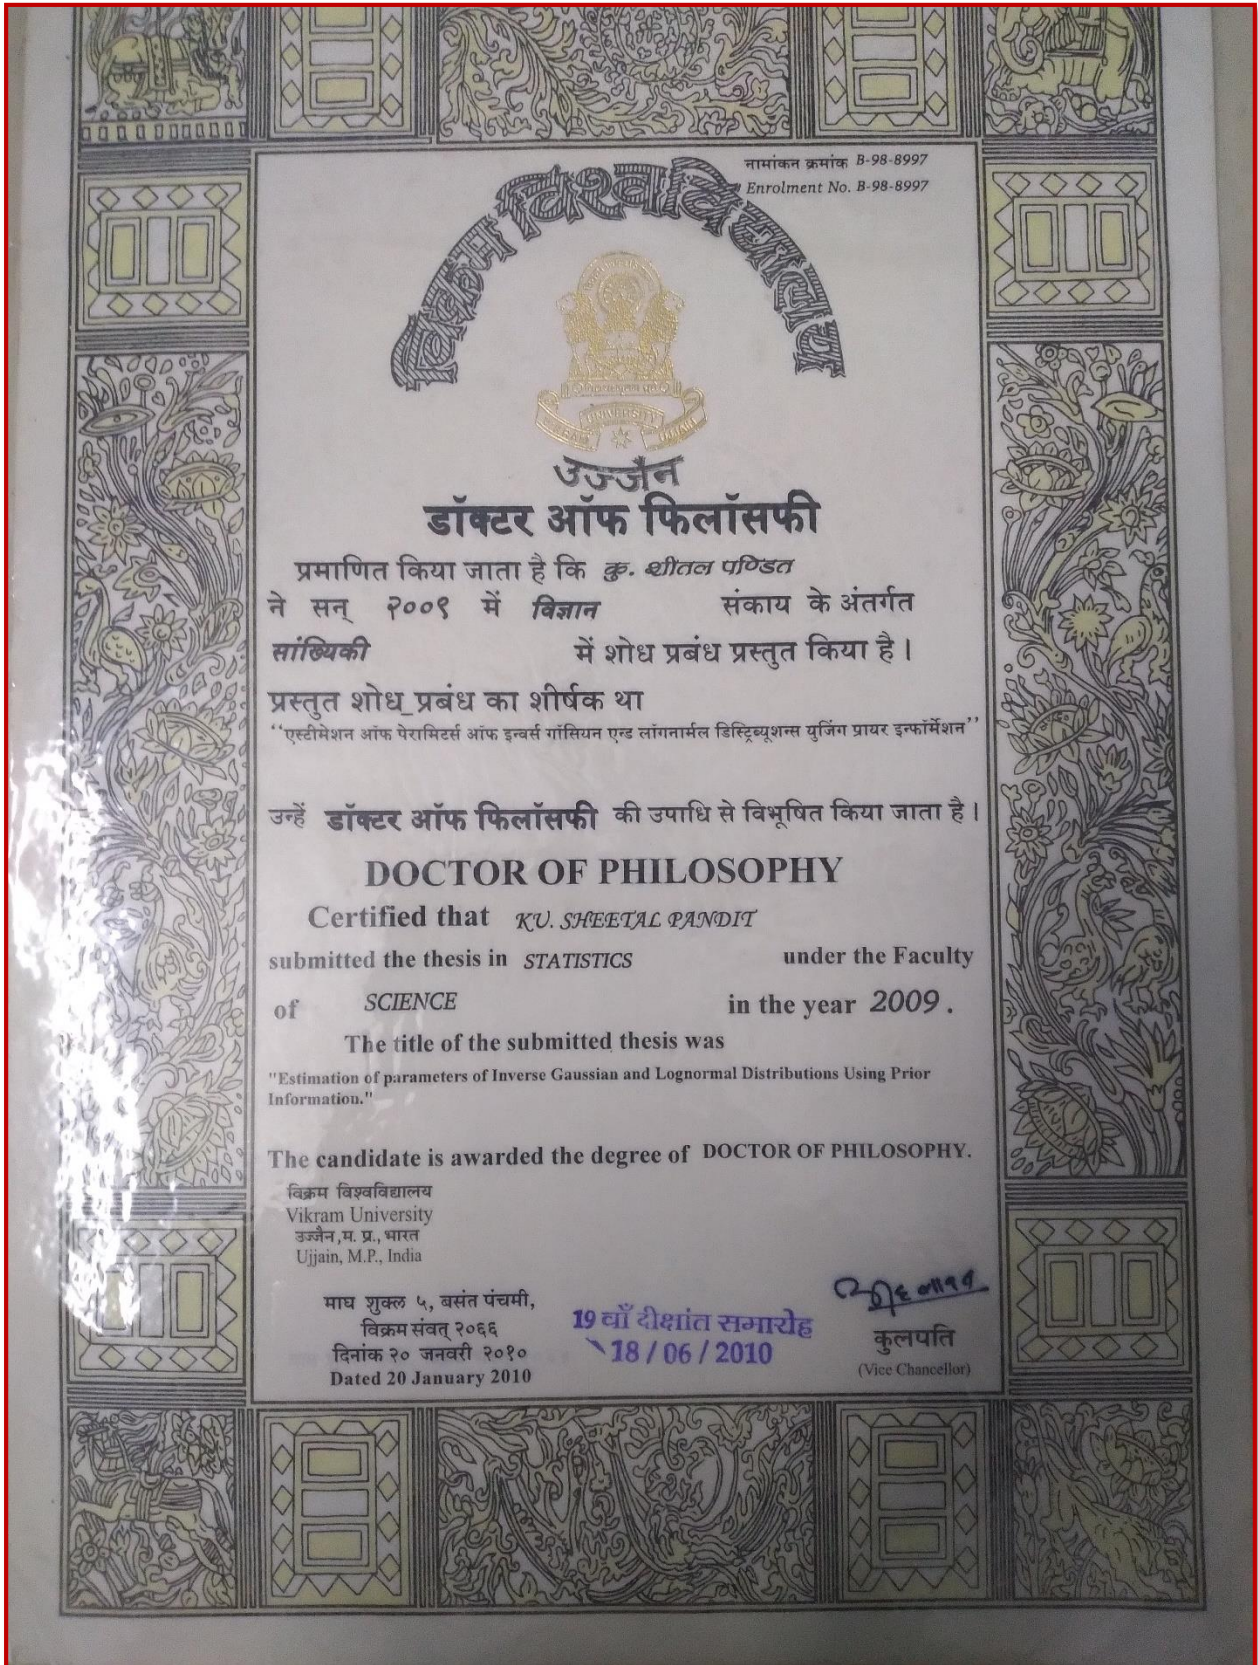 नामांकन क्रमांक B-98-8997
Enrolment No. B-98-8997
विक्रम विश्वविद्यालय
UNIVERSITY
उज्जैन
डॉक्टर ऑफ फिलॉसफी
प्रमाणित किया जाता है कि कु. शीतल पण्डित
ने सन् २००९ में विज्ञान संकाय के अंतर्गत
सांख्यिकी में शोध प्रबंध प्रस्तुत किया है।
प्रस्तुत शोध_प्रबंध का शीर्षक था
''एस्टीमेशन ऑफ पेरामिटर्स ऑफ इन्वर्स गॉसियन एन्ड लॉगनार्मल डिस्ट्रिब्यूशन्स युजिंग प्रायर इन्फॉर्मेशन''
उन्हें डॉक्टर ऑफ फिलॉसफी की उपाधि से विभूषित किया जाता है।
DOCTOR OF PHILOSOPHY
Certified that KU. SHEETAL PANDIT
submitted the thesis in STATISTICS under the Faculty
of SCIENCE in the year 2009.
The title of the submitted thesis was
"Estimation of parameters of Inverse Gaussian and Lognormal Distributions Using Prior
Information."
The candidate is awarded the degree of DOCTOR OF PHILOSOPHY.
विक्रम विश्वविद्यालय
Vikram University
उज्जैन,म. प्र.,भारत
Ujjain, M.P., India
माघ शुक्ल ५, बसंत पंचमी,
विक्रम संवत् २०६६
दिनांक २० जनवरी २०१०
Dated 20 January 2010
19 वाँ दीक्षांत समारोह
18 / 06 / 2010
कुलपति
(Vice Chancellor)